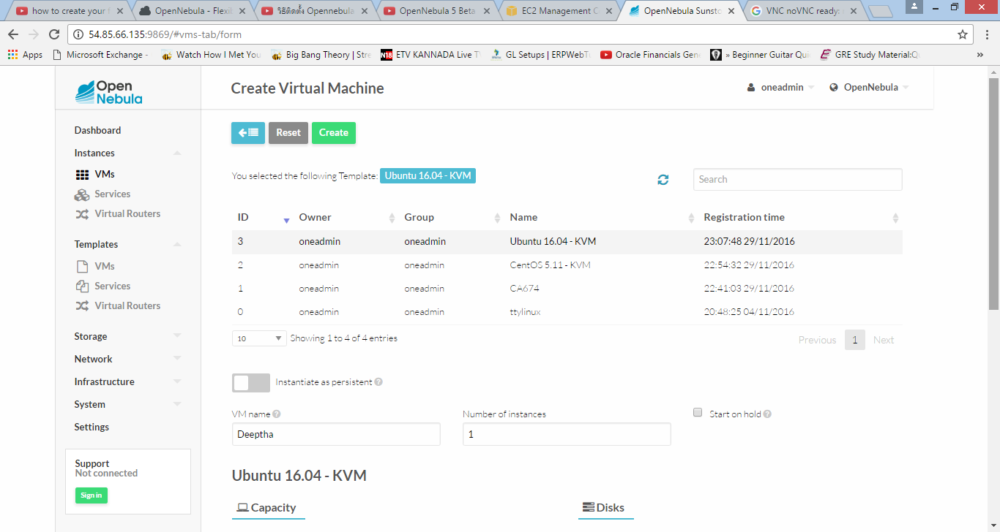 how to create your
OpenNebula - Flexi
วิธีติดตั้ง Opennebula
OpenNebula 5 Beta
EC2 Management C
OpenNebula Sunsto
VNC noVNC ready:
54.85.66.135:9869/#vms-tab/form
Apps
Microsoft Exchange -
Watch How I Met You
Big Bang Theory | Stre
ETV KANNADA Live T
GL Setups | ERPWebT
Oracle Financials Gen
» Beginner Guitar Qui
GRE Study Material:Q
»
Open
Nebula
Create Virtual Machine
oneadmin
OpenNebula
Dashboard
Instances
VMs
Services
Virtual Routers
Templates
VMs
Services
Virtual Routers
Storage
Network
Infrastructure
System
Settings
Support
Not connected
Sign in
Reset
Create
You selected the following Template: Ubuntu 16.04 - KVM
Search
ID Owner Group Name Registration time
3 oneadmin oneadmin Ubuntu 16.04 - KVM 23:07:48 29/11/2016
2 oneadmin oneadmin CentOS 5.11 - KVM 22:54:32 29/11/2016
1 oneadmin oneadmin CA674 22:41:03 29/11/2016
0 oneadmin oneadmin ttylinux 20:48:25 04/11/2016
10 Showing 1 to 4 of 4 entries
Previous 1 Next
Instantiate as persistent ?
VM name ? Number of instances Start on hold ?
Deeptha 1
Ubuntu 16.04 - KVM
Capacity Disks